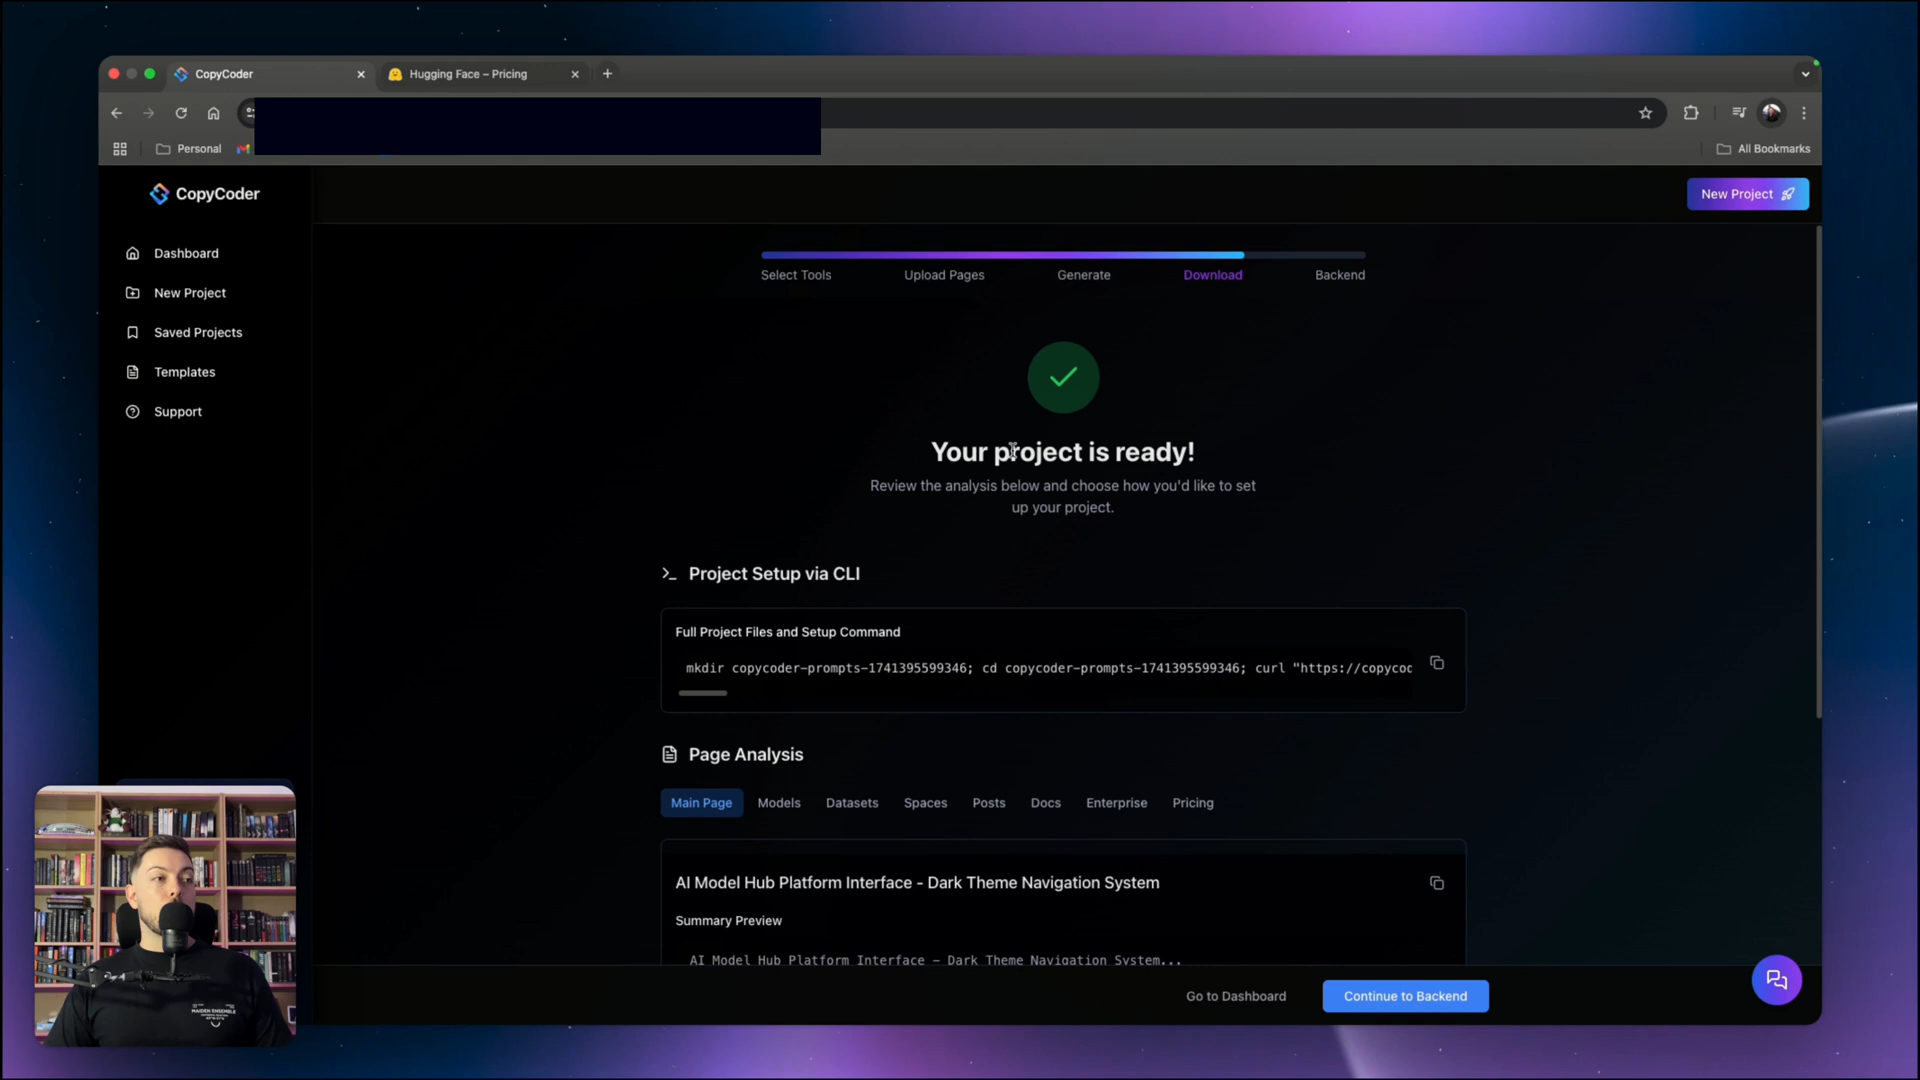 CopyCoder
Hugging Face – Pricing
Personal
All Bookmarks
CopyCoder
New Project
Dashboard
New Project
Saved Projects
Templates
Support
Select Tools
Upload Pages
Generate
Download
Backend
Your project is ready!
Review the analysis below and choose how you'd like to set
up your project.
Project Setup via CLI
Full Project Files and Setup Command
mkdir copycoder-prompts-1741395599346; cd copycoder-prompts-1741395599346; curl "https://copycod
Page Analysis
Main Page
Models
Datasets
Spaces
Posts
Docs
Enterprise
Pricing
AI Model Hub Platform Interface - Dark Theme Navigation System
Summary Preview
AI Model Hub Platform Interface – Dark Theme Navigation System...
Go to Dashboard
Continue to Backend
MAIDEN ENSEMBLE